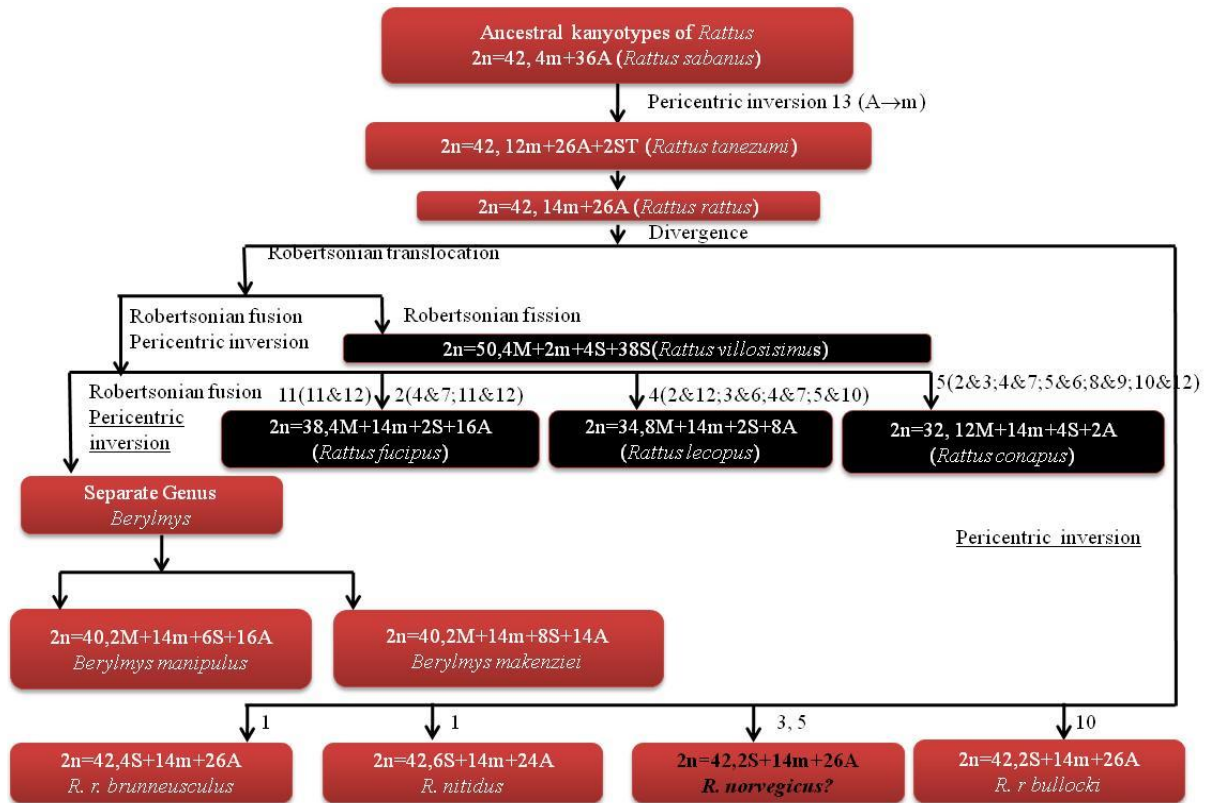 Ancestral kanyotypes of Rattus
2n=42, 4m+36A (Rattus sabanus)
Pericentric inversion 13 (A→m)
2n=42, 12m+26A+2ST (Rattus tanezumi)
2n=42, 14m+26A (Rattus rattus)
Divergence
Robertsonian translocation
Robertsonian fusion
Pericentric inversion
Robertsonian fission
2n=50,4M+2m+4S+38S(Rattus villosisimus)
Robertsonian fusion
Pericentric
inversion
11(11&12)
2(4&7;11&12)
4(2&12;3&6;4&7;5&10)
5(2&3;4&7;5&6;8&9;10&12)
2n=38,4M+14m+2S+16A
(Rattus fucipus)
2n=34,8M+14m+2S+8A
(Rattus lecopus)
2n=32, 12M+14m+4S+2A
(Rattus conapus)
Separate Genus
Berylmys
Pericentric inversion
2n=40,2M+14m+6S+16A
Berylmys manipulus
2n=40,2M+14m+8S+14A
Berylmys makenziei
1
1
3, 5
10
2n=42,4S+14m+26A
R. r. brunneusculus
2n=42,6S+14m+24A
R. nitidus
2n=42,2S+14m+26A
R. norvegicus?
2n=42,2S+14m+26A
R. r bullocki